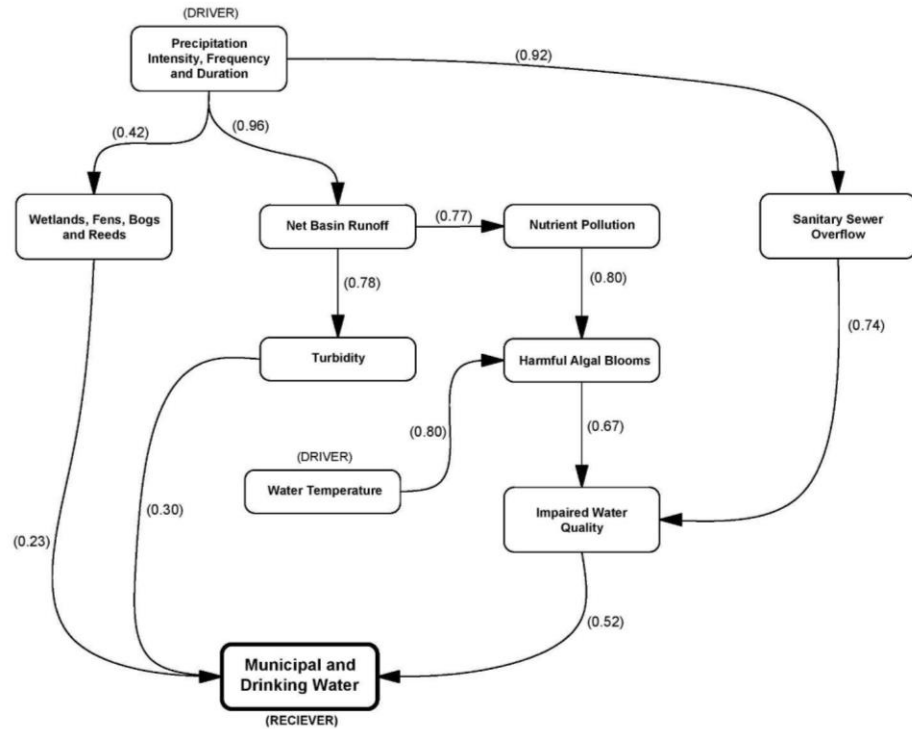 (DRIVER)
Precipitation
Intensity, Frequency
and Duration
(0.92)
(0.42)
(0.96)
Wetlands, Fens, Bogs
and Reeds
Net Basin Runoff
(0.77)
Nutrient Pollution
Sanitary Sewer
Overflow
(0.78)
(0.80)
(0.74)
Turbidity
Harmful Algal Blooms
(0.80)
(0.67)
(DRIVER)
Water Temperature
(0.30)
Impaired Water
Quality
(0.23)
(0.52)
Municipal and
Drinking Water
(RECIEVER)